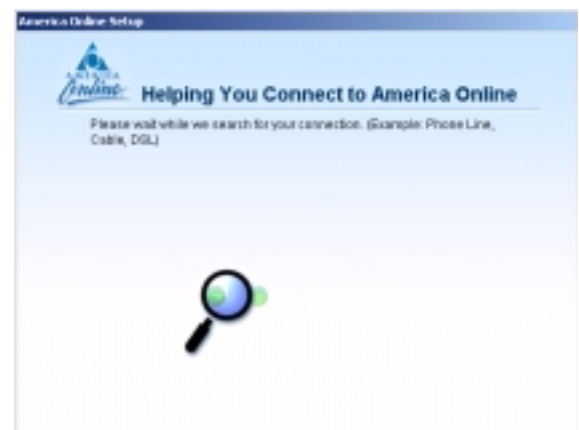 America Online Setup
AMERICA
Online
Helping You Connect to America Online
Please wait while we search for your connection. (Example: Phone Line,
Cable, DSL)